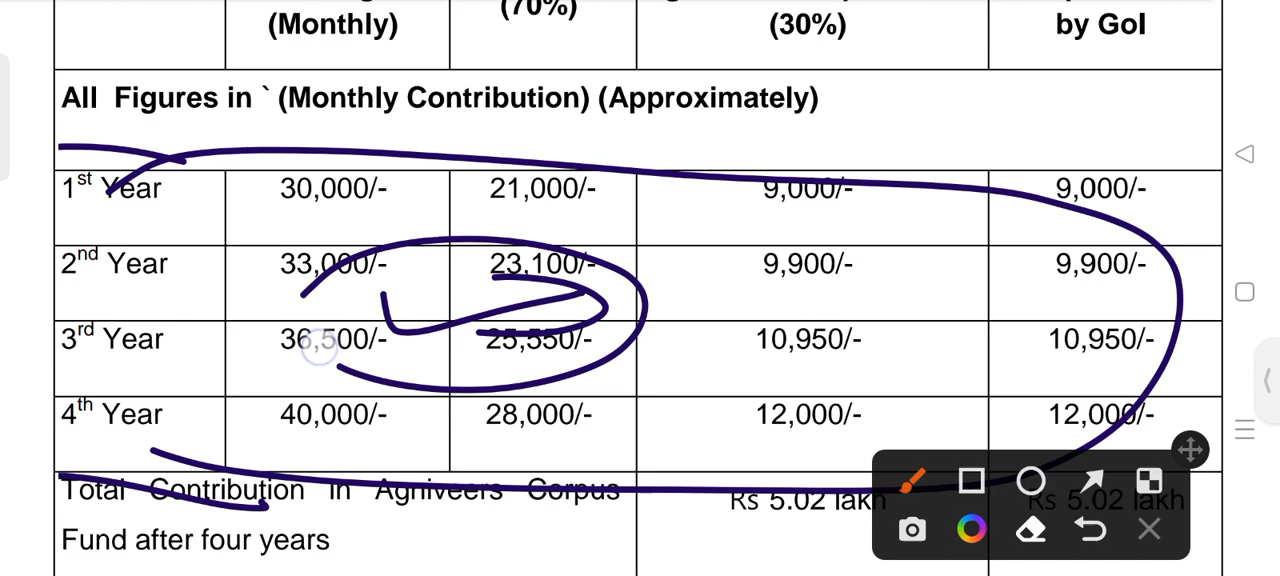 (70%)
(Monthly) (30%) by GoI
All Figures in ` (Monthly Contribution) (Approximately)
1st Year 30,000/- 21,000/- 9,000/- 9,000/-
2nd Year 33,000/- 23,100/- 9,900/- 9,900/-
3rd Year 36,500/- 25,550/- 10,950/- 10,950/-
4th Year 40,000/- 28,000/- 12,000/- 12,000/-
Total Contribution in Agniveers Corpus Rs 5.02 lakh Rs 5.02 lakh
Fund after four years